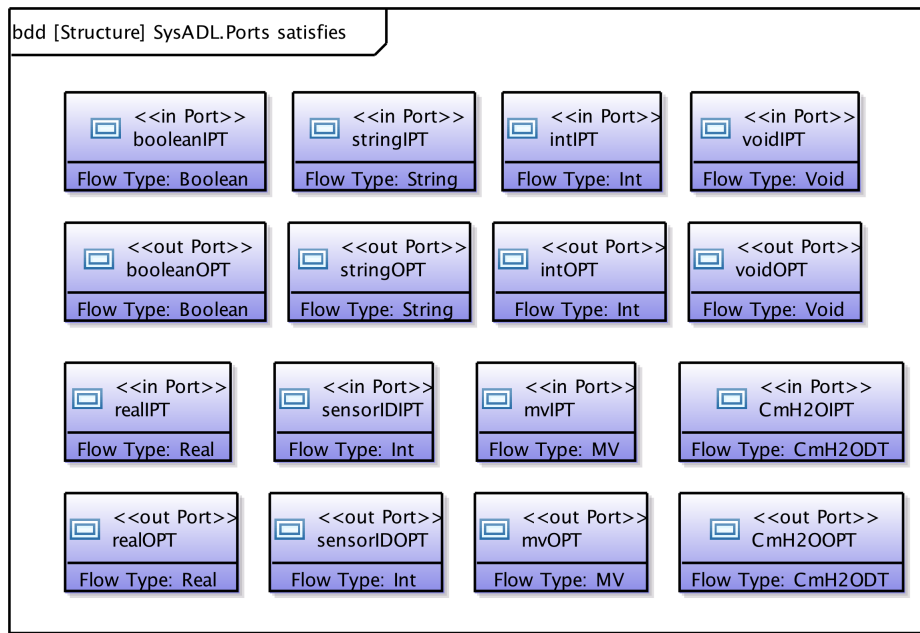 bdd [Structure] SysADL.Ports satisfies
<<in Port>>
booleanIPT
Flow Type: Boolean
<<in Port>>
stringIPT
Flow Type: String
<<in Port>>
intIPT
Flow Type: Int
<<in Port>>
voidIPT
Flow Type: Void
<<out Port>>
booleanOPT
Flow Type: Boolean
<<out Port>>
stringOPT
Flow Type: String
<<out Port>>
intOPT
Flow Type: Int
<<out Port>>
voidOPT
Flow Type: Void
<<in Port>>
realIPT
Flow Type: Real
<<in Port>>
sensorIDIPT
Flow Type: Int
<<in Port>>
mvIPT
Flow Type: MV
<<in Port>>
CmH2OIPT
Flow Type: CmH2ODT
<<out Port>>
realOPT
Flow Type: Real
<<out Port>>
sensorIDOPT
Flow Type: Int
<<out Port>>
mvOPT
Flow Type: MV
<<out Port>>
CmH2OOPT
Flow Type: CmH2ODT